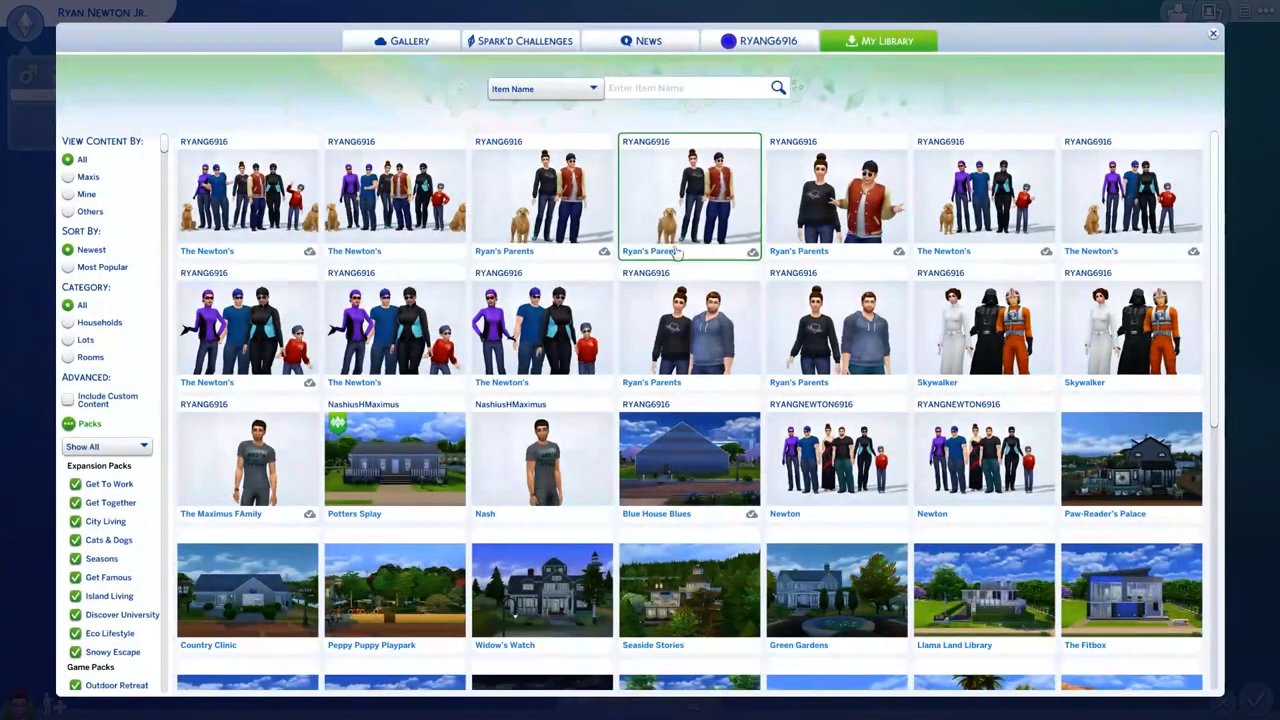 RYAN NEWTON JR.
GALLERY
SPARK'D CHALLENGES
NEWS
RYANG6916
MY LIBRARY
Item Name
Enter Item Name
VIEW CONTENT BY:
All
Maxis
Mine
Others
SORT BY:
Newest
Most Popular
CATEGORY:
All
Households
Lots
Rooms
ADVANCED:
Include Custom
Content
Packs
Show All
Expansion Packs
Get To Work
Get Together
City Living
Cats & Dogs
Seasons
Get Famous
Island Living
Discover University
Eco Lifestyle
Snowy Escape
Game Packs
Outdoor Retreat
RYANG6916 RYANG6916 RYANG6916 RYANG6916 RYANG6916 RYANG6916 RYANG6916
The Newton's The Newton's Ryan's Parents Ryan's Parents Ryan's Parents The Newton's The Newton's
RYANG6916 RYANG6916 RYANG6916 RYANG6916 RYANG6916 RYANG6916 RYANG6916
The Newton's The Newton's The Newton's Ryan's Parents Ryan's Parents Skywalker Skywalker
RYANG6916 NashiusHMaximus NashiusHMaximus RYANG6916 RYANGNEWTON6916 RYANGNEWTON6916
The Maximus FAmily Potters Splay Nash Blue House Blues Newton Newton Paw-Reader's Palace
Country Clinic Peppy Puppy Playpark Widow's Watch Seaside Stories Green Gardens Llama Land Library The Fitbox